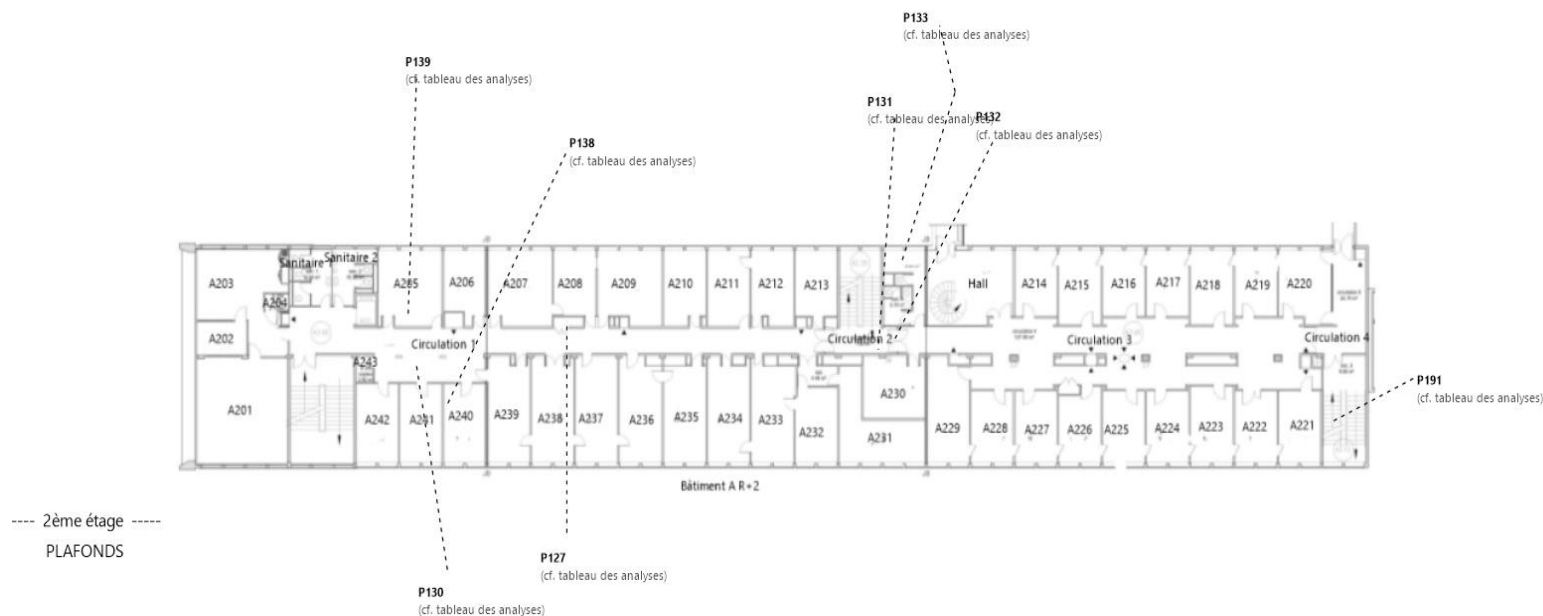 P133
(cf. tableau des analyses)
P139
(cf. tableau des analyses)
P131
(cf. tableau des analyses)
P132
(cf. tableau des analyses)
P138
(cf. tableau des analyses)
Sanitaire 1
Sanitaire 2
A203
A204
A205
A206
A207
A208
A209
A210
A211
A212
A213
Hall
A214
A215
A216
A217
A218
A219
A220
A202
Circulation 1
Circulation 2
Circulation 3
Circulation 4
A243
A201
A242
A241
A240
A239
A238
A237
A236
A235
A234
A233
A232
A230
A231
A229
A228
A227
A226
A225
A224
A223
A222
A221
P191
(cf. tableau des analyses)
Bâtiment A R+2
---- 2ème étage -----
PLAFONDS
P127
(cf. tableau des analyses)
P130
(cf. tableau des analyses)